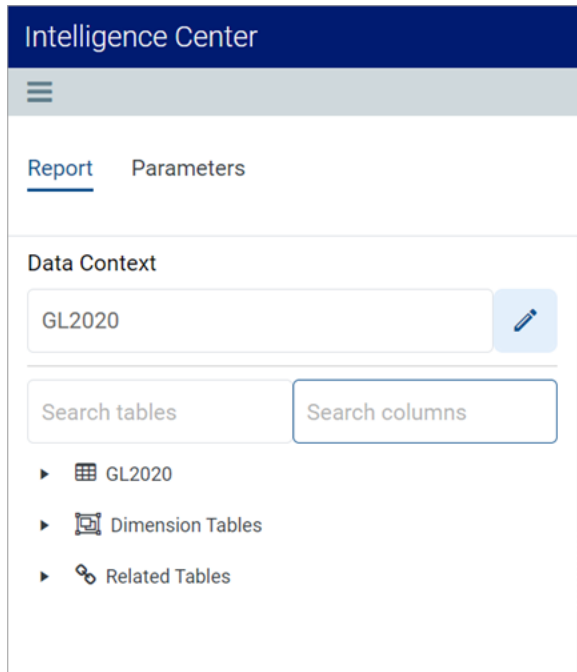 Intelligence Center
Report Parameters
Data Context
GL2020
Search tables Search columns
GL2020
Dimension Tables
Related Tables